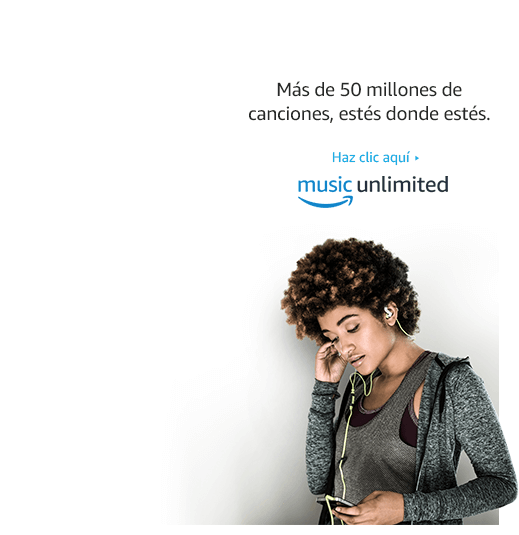 Más de 50 millones de
canciones, estés donde estés.
Haz clic aquí ▸
music unlimited